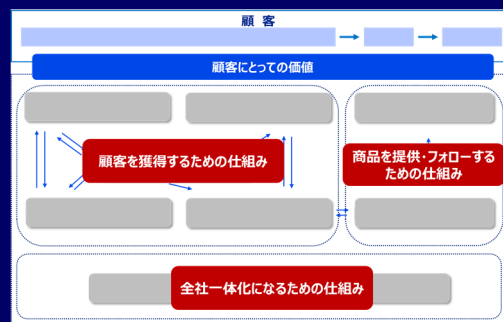 顧 客
顧客にとっての価値
顧客を獲得するための仕組み
商品を提供・フォローする
ための仕組み
全社一体化になるための仕組み